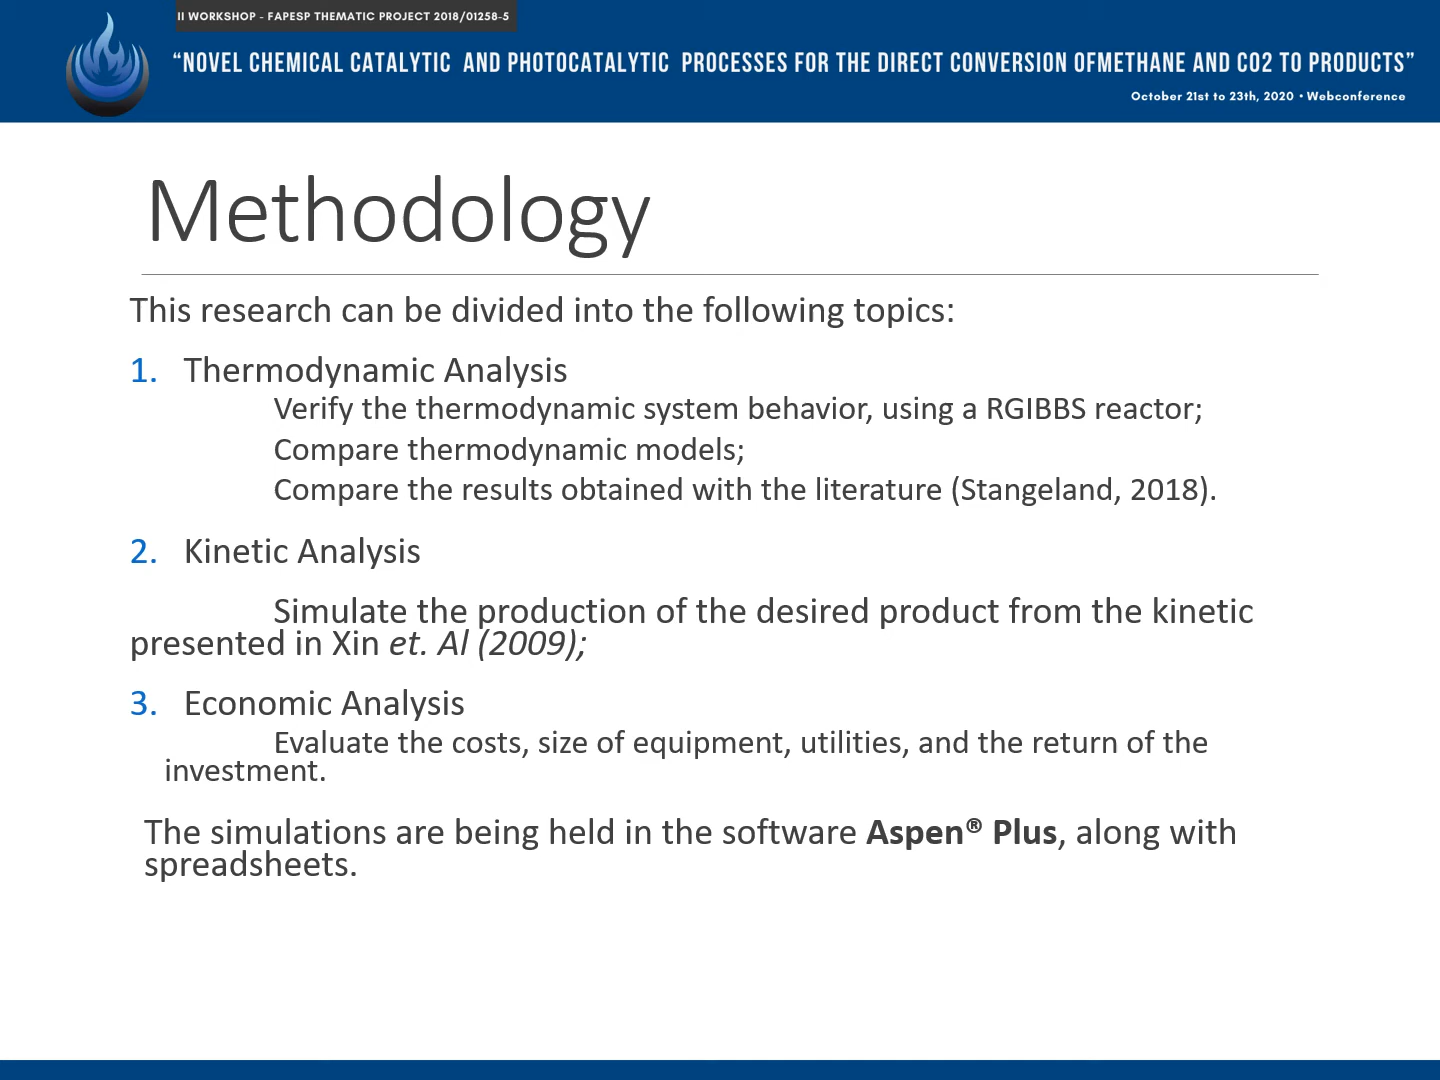 II WORKSHOP - FAPESP THEMATIC PROJECT 2018/01258-5
“NOVEL CHEMICAL CATALYTIC AND PHOTOCATALYTIC PROCESSES FOR THE DIRECT CONVERSION OFMETHANE AND CO2 TO PRODUCTS”
October 21st to 23th, 2020 • Webconference
Methodology
This research can be divided into the following topics:
1. Thermodynamic Analysis
Verify the thermodynamic system behavior, using a RGIBBS reactor;
Compare thermodynamic models;
Compare the results obtained with the literature (Stangeland, 2018).
2. Kinetic Analysis
Simulate the production of the desired product from the kinetic
presented in Xin et. Al (2009);
3. Economic Analysis
Evaluate the costs, size of equipment, utilities, and the return of the
investment.
The simulations are being held in the software Aspen® Plus, along with
spreadsheets.